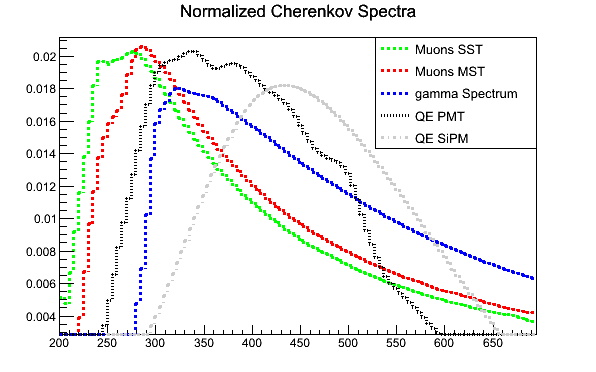 Normalized Cherenkov Spectra
Muons SST
Muons MST
gamma Spectrum
QE PMT
QE SiPM
0.02
0.018
0.016
0.014
0.012
0.01
0.008
0.006
0.004
200 250 300 350 400 450 500 550 600 650